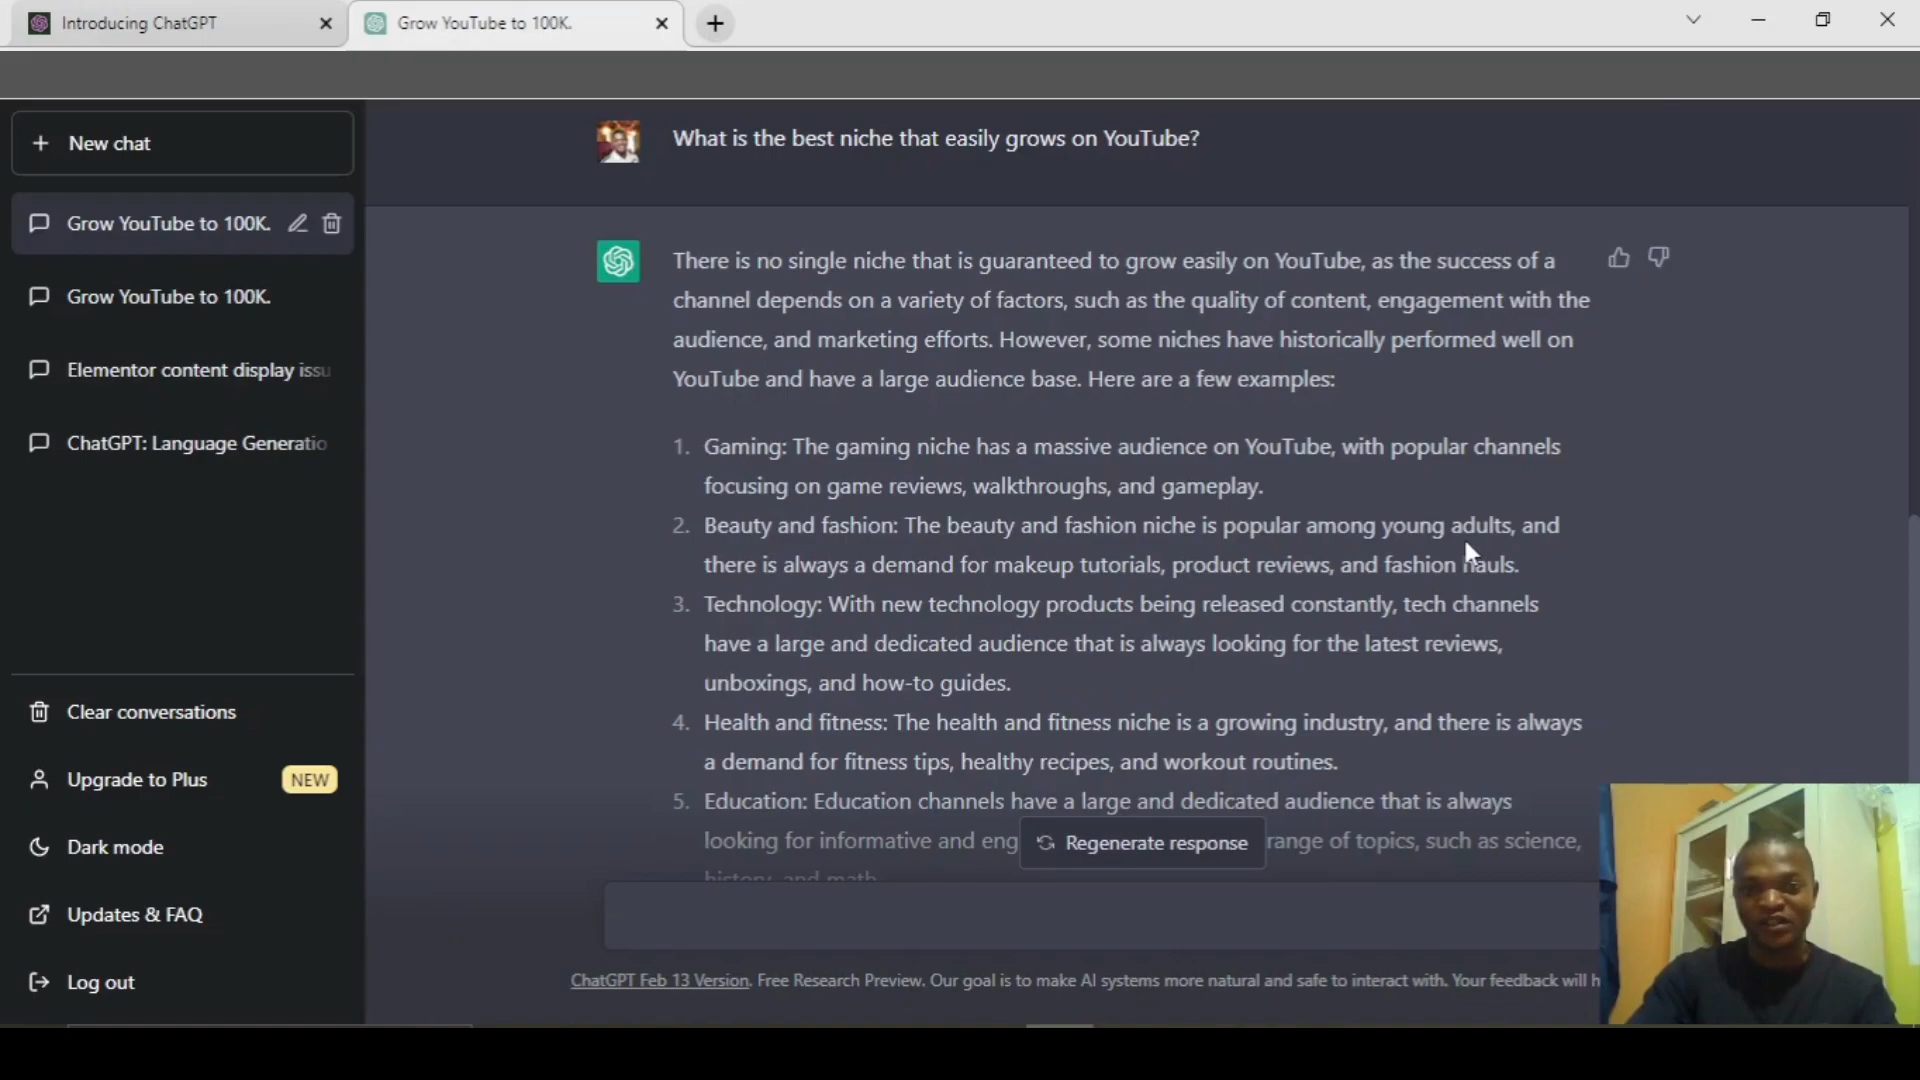 Introducing ChatGPT
Grow YouTube to 100K.
New chat
Grow YouTube to 100K.
Grow YouTube to 100K.
Elementor content display issu
ChatGPT: Language Generatio
Clear conversations
Upgrade to Plus NEW
Dark mode
Updates & FAQ
Log out
What is the best niche that easily grows on YouTube?
There is no single niche that is guaranteed to grow easily on YouTube, as the success of a
channel depends on a variety of factors, such as the quality of content, engagement with the
audience, and marketing efforts. However, some niches have historically performed well on
YouTube and have a large audience base. Here are a few examples:
1. Gaming: The gaming niche has a massive audience on YouTube, with popular channels
focusing on game reviews, walkthroughs, and gameplay.
2. Beauty and fashion: The beauty and fashion niche is popular among young adults, and
there is always a demand for makeup tutorials, product reviews, and fashion hauls.
3. Technology: With new technology products being released constantly, tech channels
have a large and dedicated audience that is always looking for the latest reviews,
unboxings, and how-to guides.
4. Health and fitness: The health and fitness niche is a growing industry, and there is always
a demand for fitness tips, healthy recipes, and workout routines.
5. Education: Education channels have a large and dedicated audience that is always
looking for informative and eng range of topics, such as science,
history, and math.
Regenerate response
ChatGPT Feb 13 Version. Free Research Preview. Our goal is to make AI systems more natural and safe to interact with. Your feedback will h